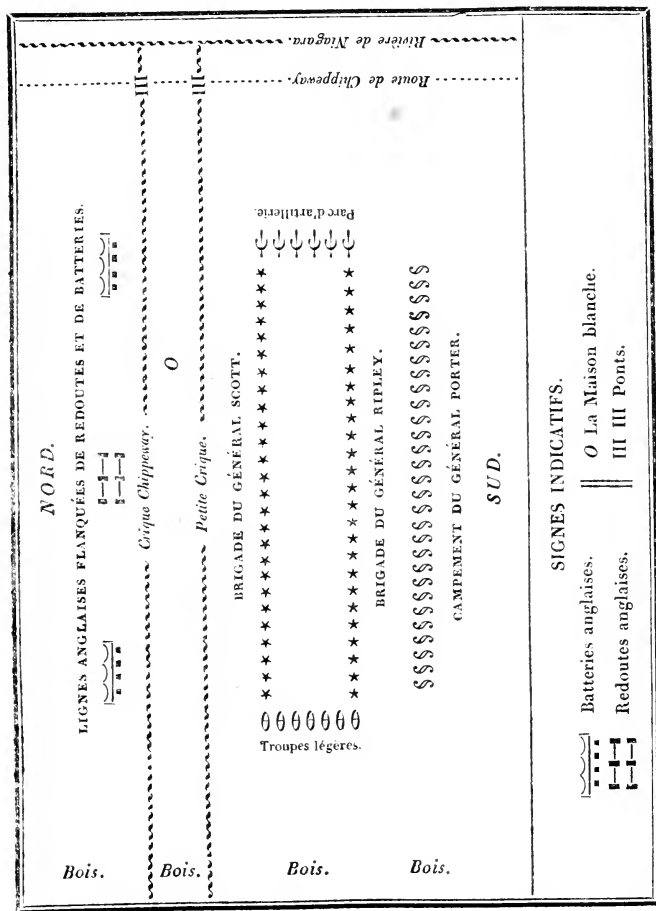 NORD.
LIGNES ANGLAISES FLANQUÉES DE REDOUTES ET DE BATTERIES.
Crique Chippeway.
O
Petite Crique.
BRIGADE DU GÉNÉRAL SCOTT.
Troupes légères.
Parc d'artillerie.
BRIGADE DU GÉNÉRAL RIPLEY.
CAMPEMENT DU GÉNÉRAL PORTER.
SUD.
Bois.
Bois.
Bois.
Bois.
Route de Chippeway.
Rivière de Niagara.
III
III
SIGNES INDICATIFS.
Batteries anglaises.
Redoutes anglaises.
O La Maison blanche.
III III Ponts.